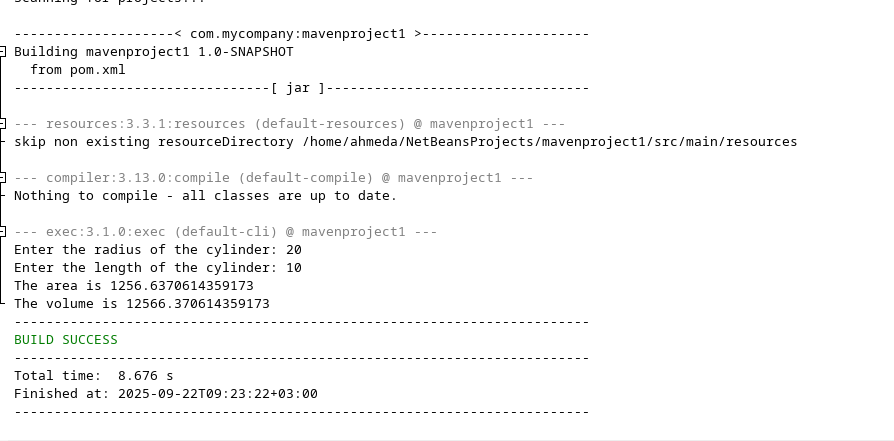 Scanning for projects...
--------------------< com.mycompany:mavenproject1 >---------------------
Building mavenproject1 1.0-SNAPSHOT
  from pom.xml
--------------------------------[ jar ]---------------------------------
--- resources:3.3.1:resources (default-resources) @ mavenproject1 ---
skip non existing resourceDirectory /home/ahmeda/NetBeansProjects/mavenproject1/src/main/resources
--- compiler:3.13.0:compile (default-compile) @ mavenproject1 ---
Nothing to compile - all classes are up to date.
--- exec:3.1.0:exec (default-cli) @ mavenproject1 ---
Enter the radius of the cylinder: 20
Enter the length of the cylinder: 10
The area is 1256.6370614359173
The volume is 12566.370614359173
------------------------------------------------------------------------
BUILD SUCCESS
------------------------------------------------------------------------
Total time:  8.676 s
Finished at: 2025-09-22T09:23:22+03:00
------------------------------------------------------------------------